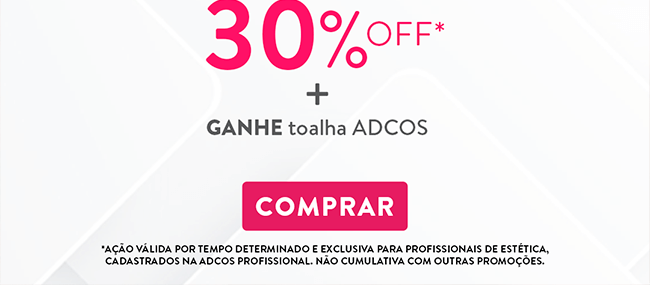 30%OFF*
+
GANHE toalha ADCOS
COMPRAR
*AÇÃO VÁLIDA POR TEMPO DETERMINADO E EXCLUSIVA PARA PROFISSIONAIS DE ESTÉTICA,
CADASTRADOS NA ADCOS PROFISSIONAL. NÃO CUMULATIVA COM OUTRAS PROMOÇÕES.